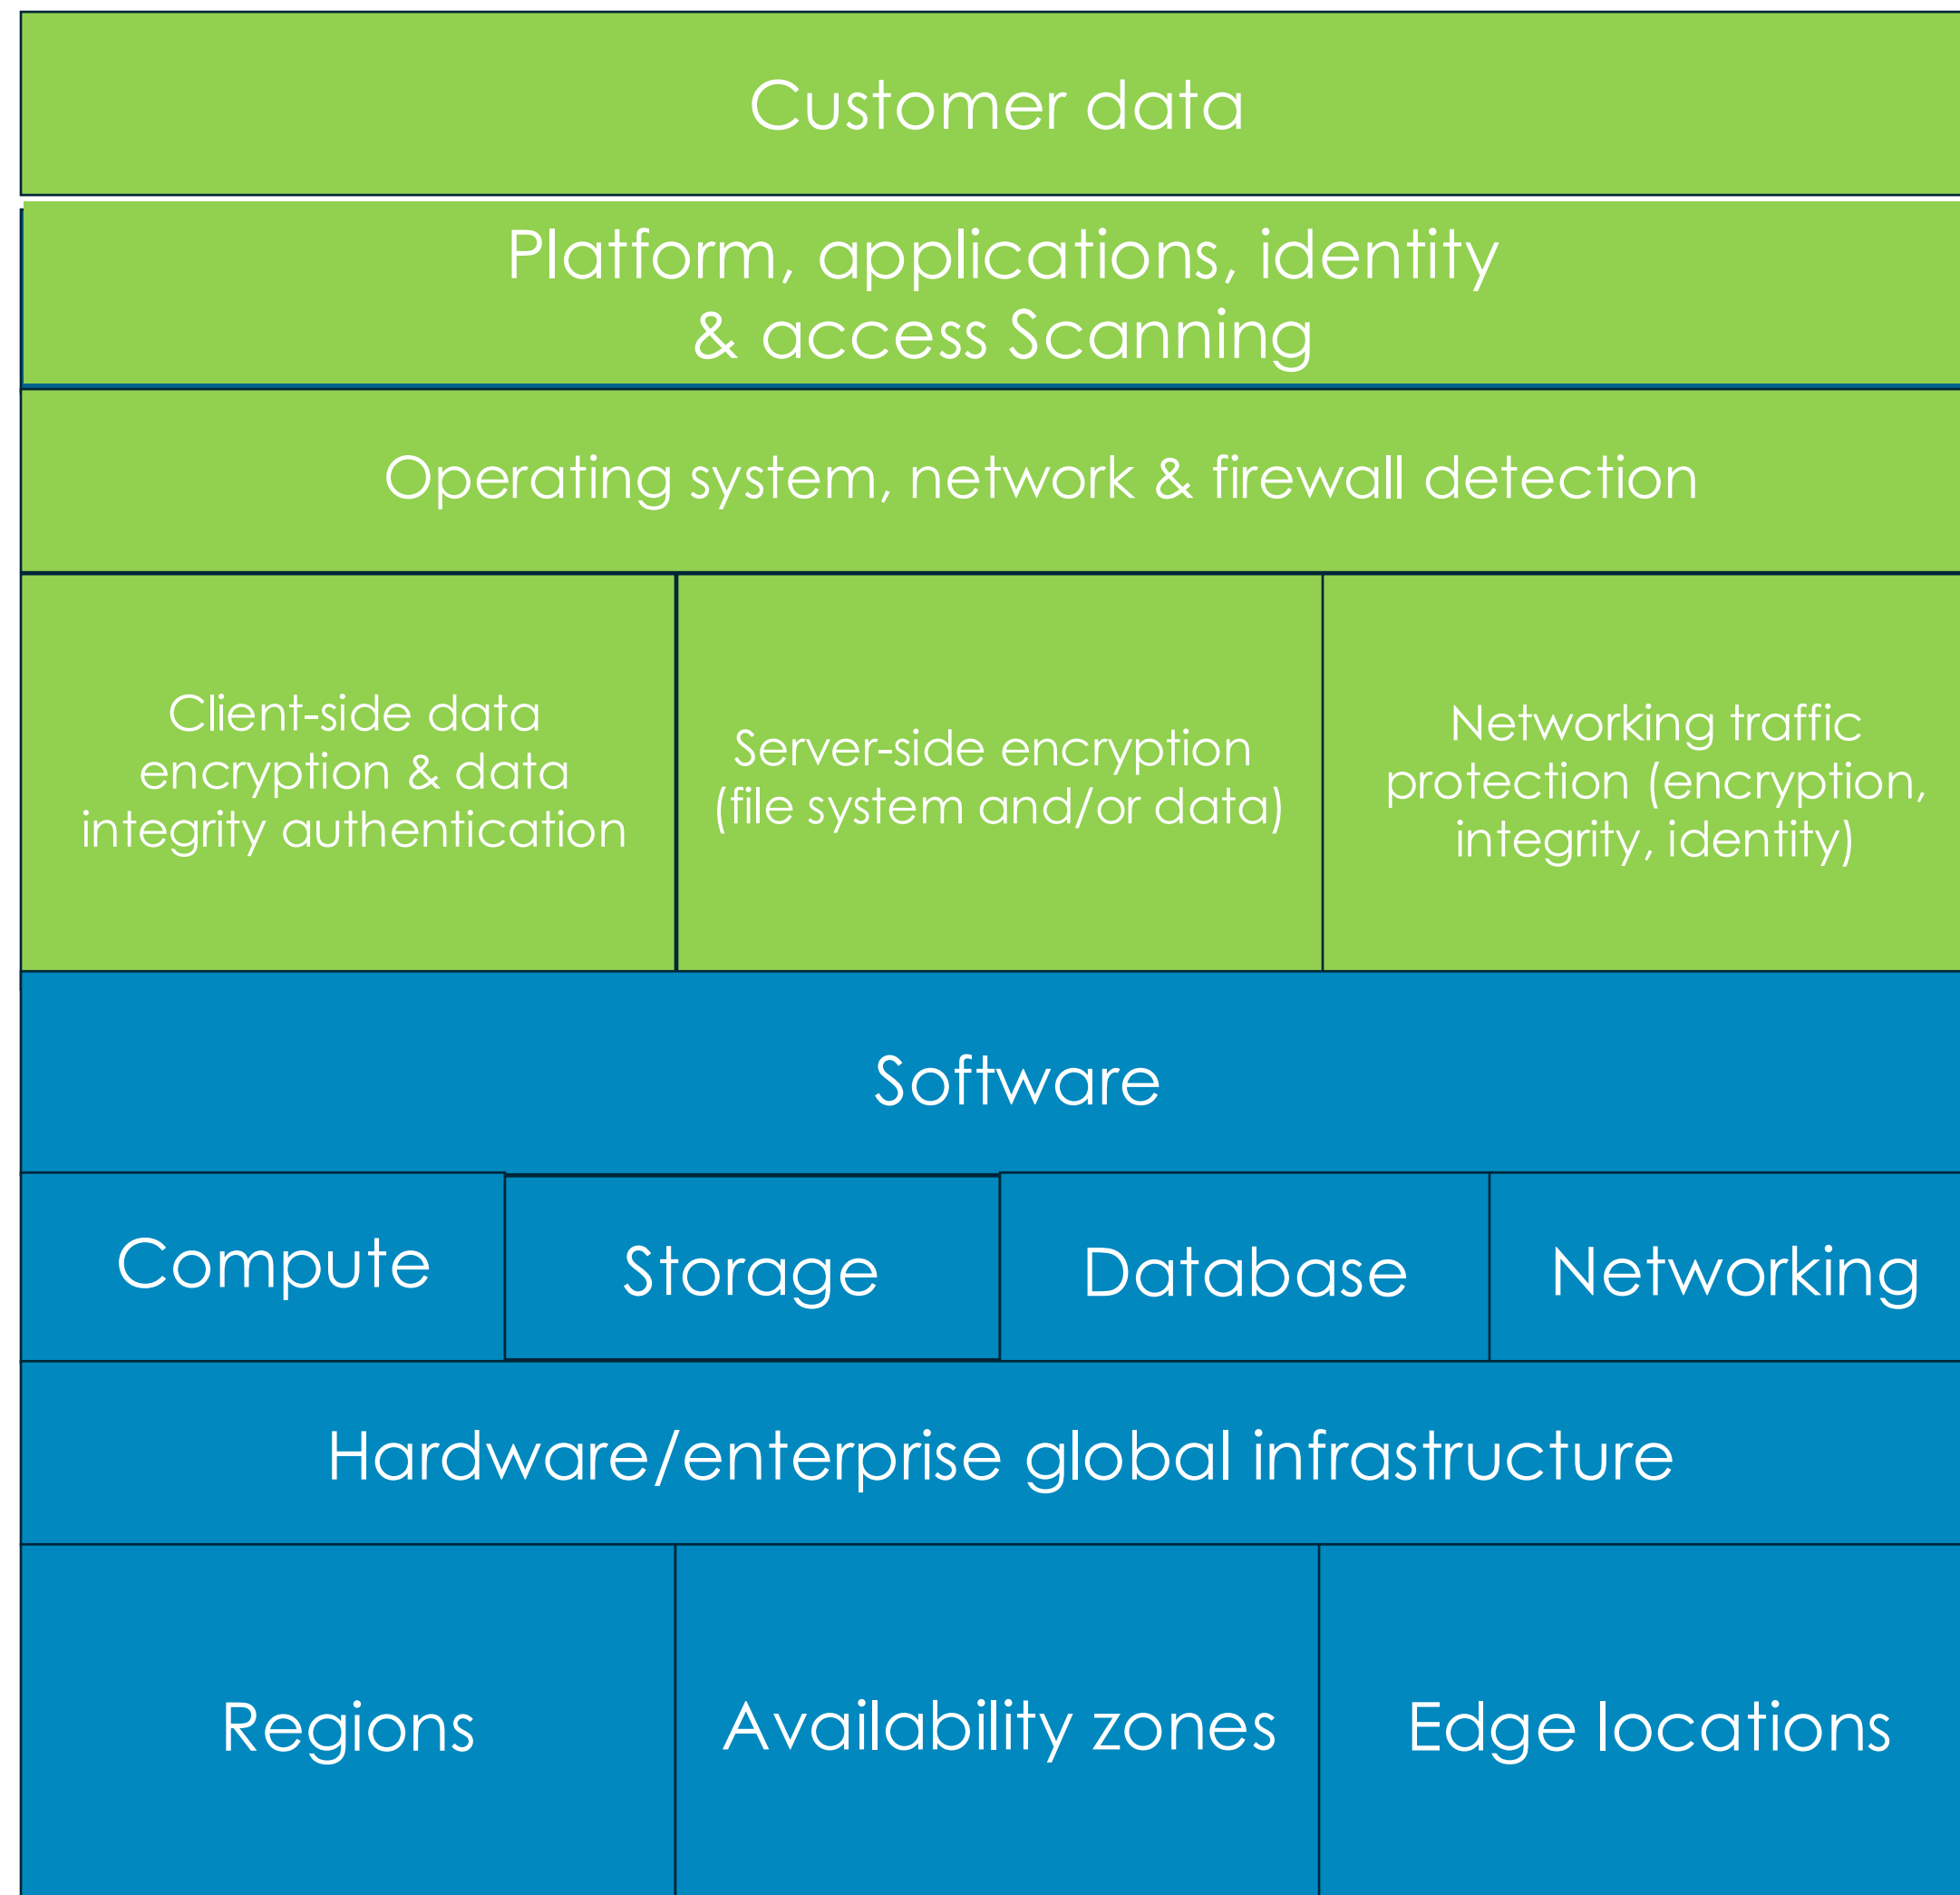 Customer data
Platform, applications, identity
& access Scanning
Operating system, network & firewall detection
Client-side data
encryption & data
integrity authentication
Server-side encryption
(file system and/or data)
Networking traffic
protection (encryption,
integrity, identity)
Software
Compute
Storage
Database
Networking
Hardware/enterprise global infrastructure
Regions
Availability zones
Edge locations